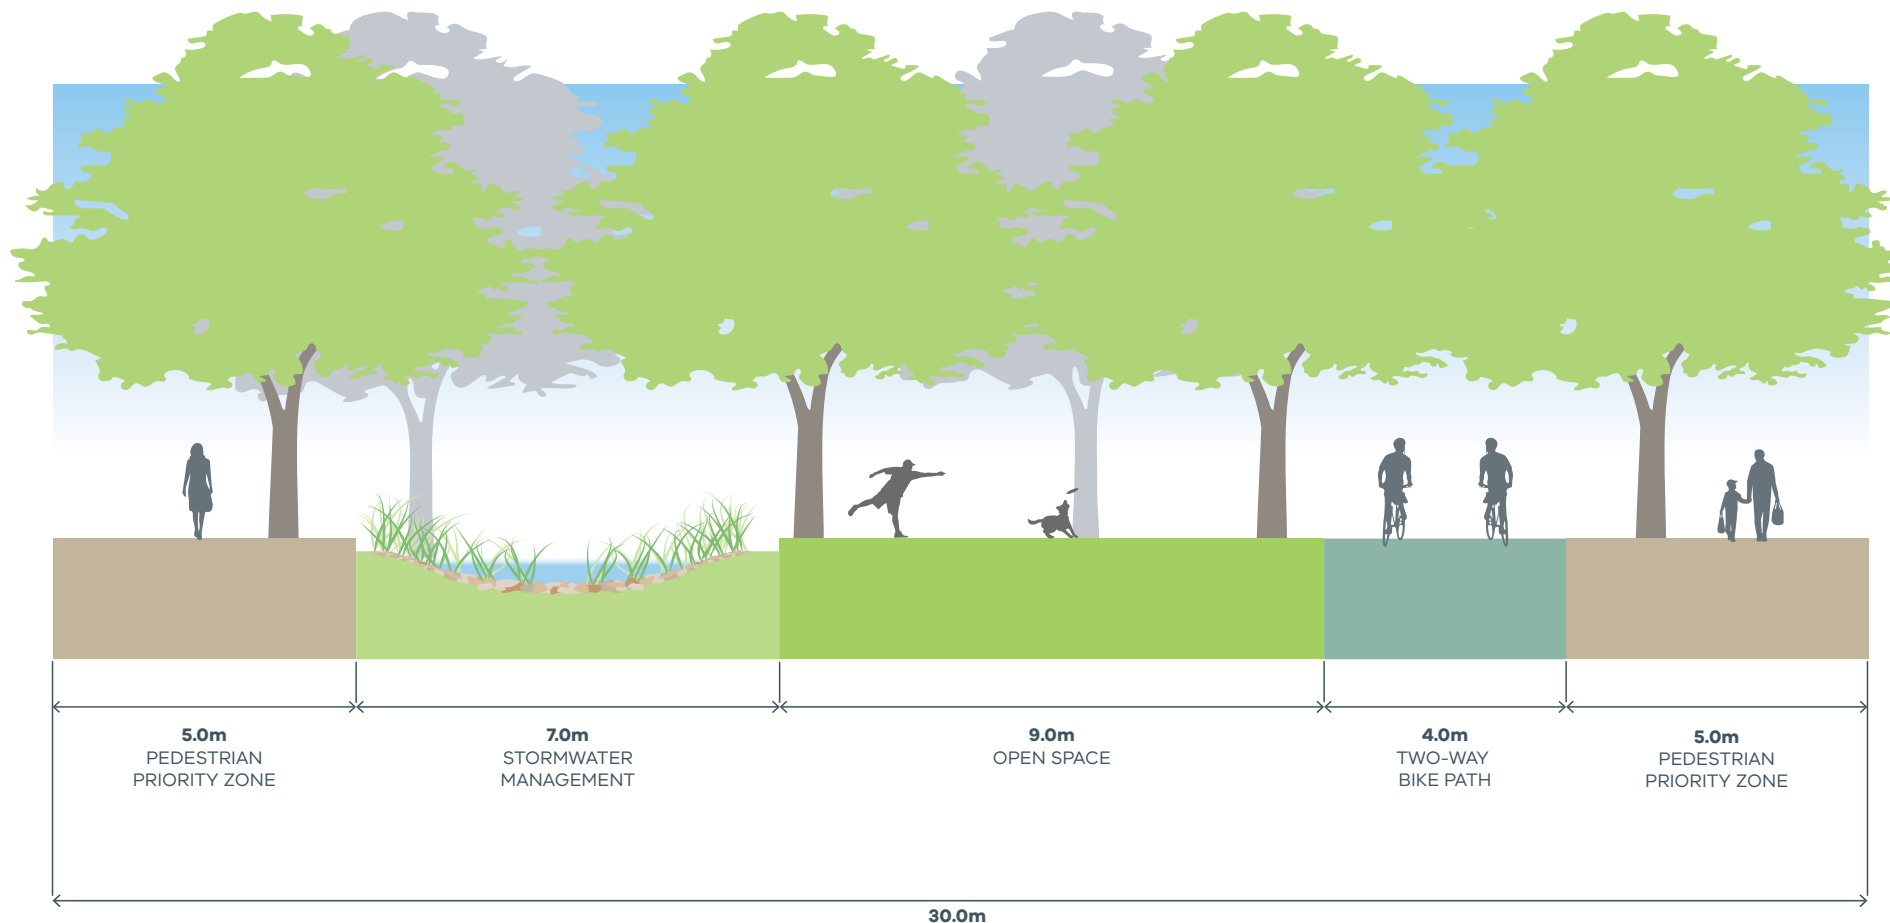 5.0m
PEDESTRIAN
PRIORITY ZONE
7.0m
STORMWATER
MANAGEMENT
9.0m
OPEN SPACE
4.0m
TWO-WAY
BIKE PATH
5.0m
PEDESTRIAN
PRIORITY ZONE
30.0m